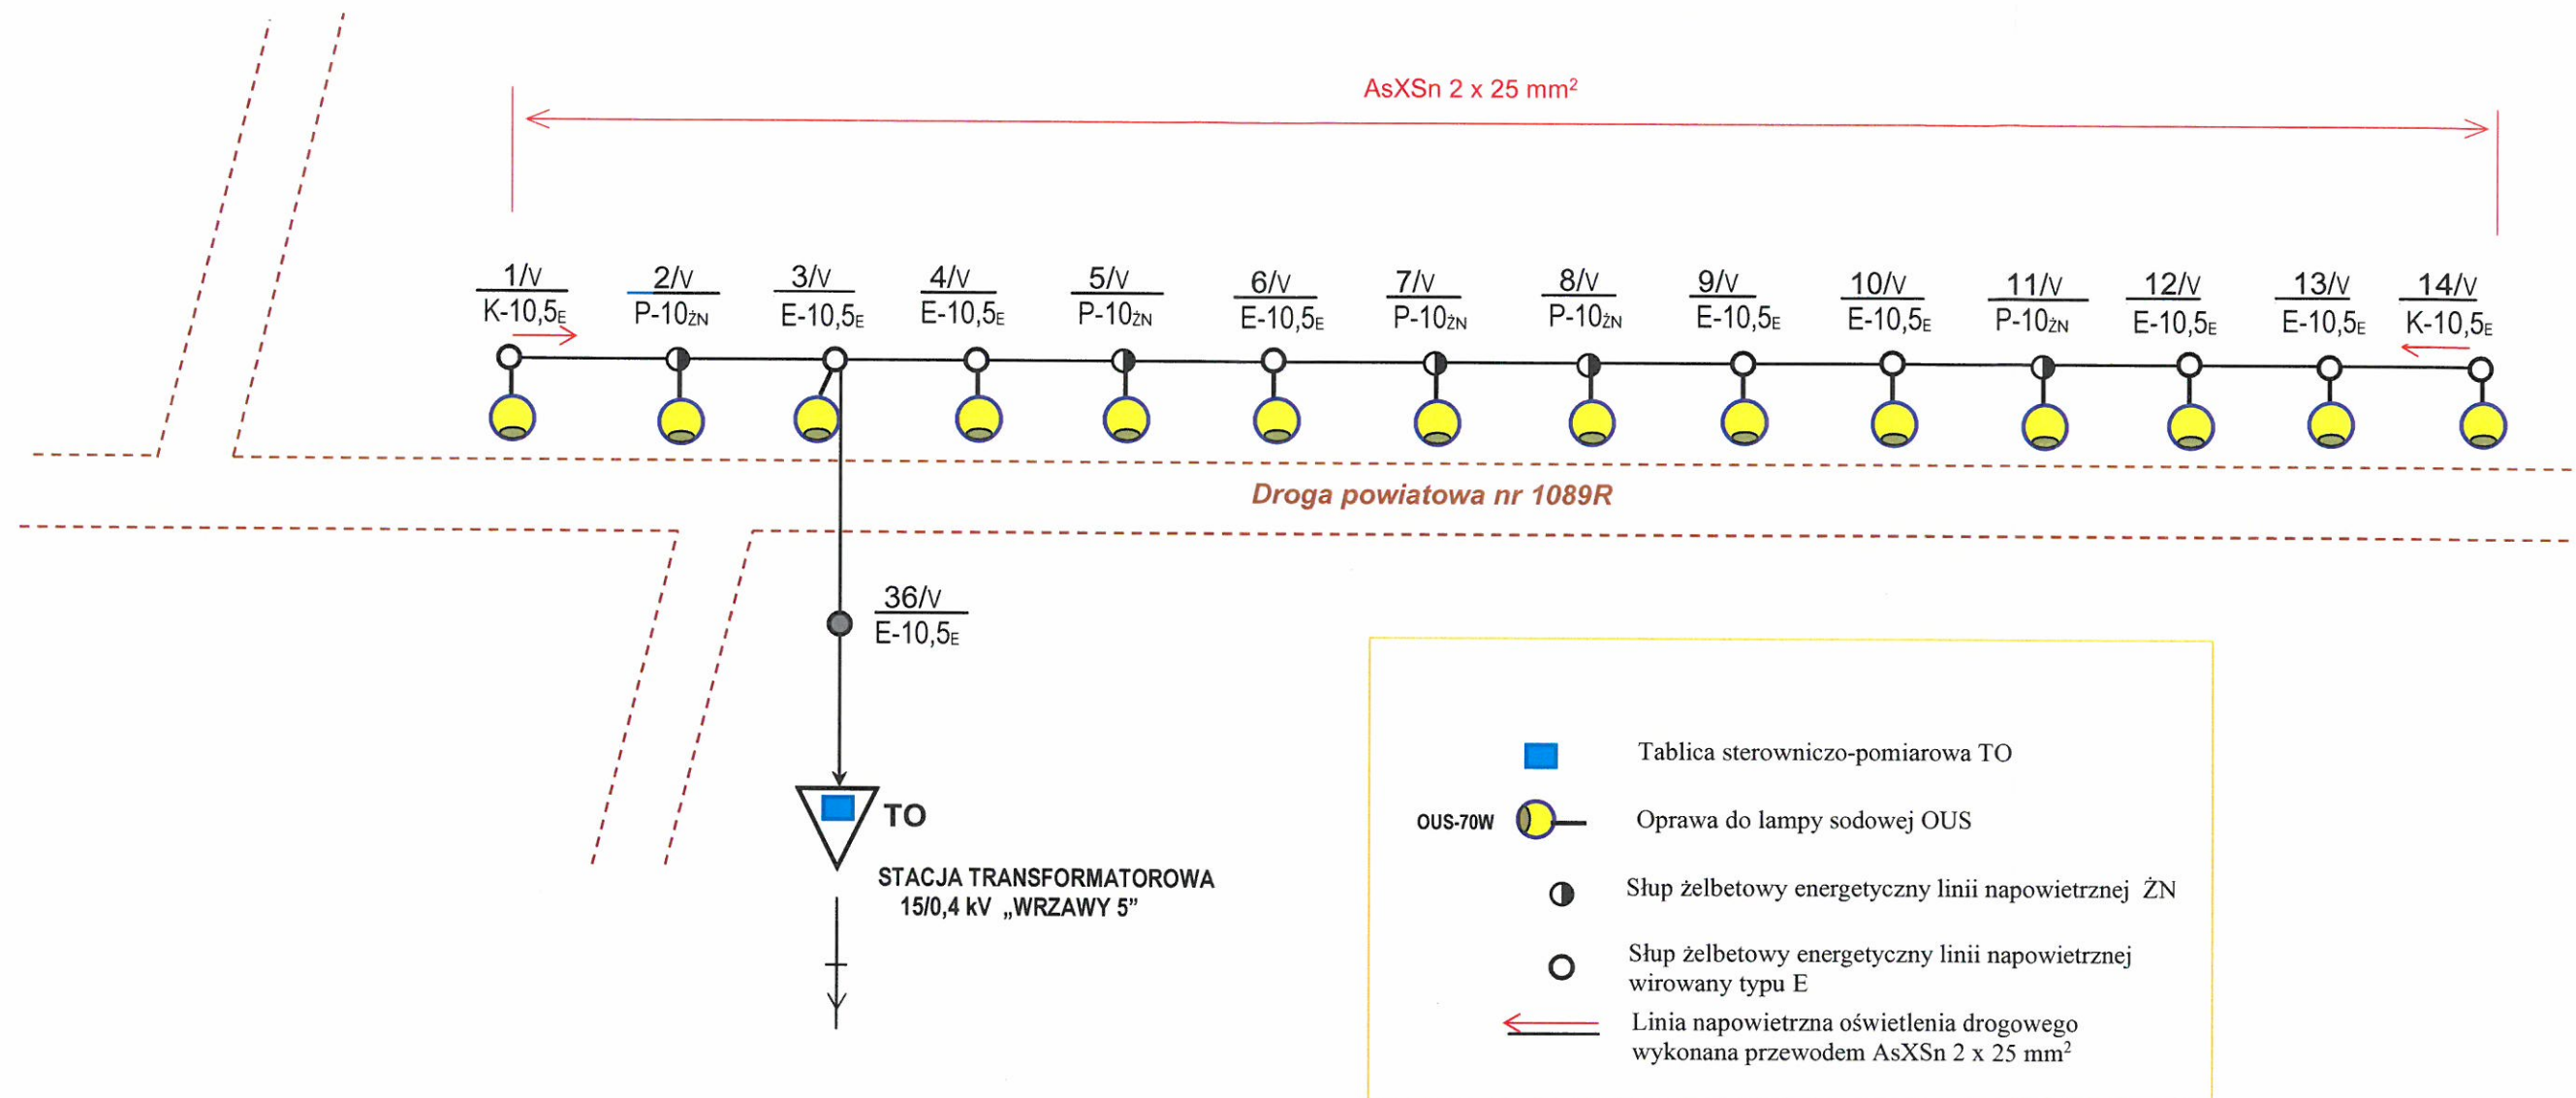 AsXSn 2 x 25 mm²
1/V 2/V 3/V 4/V 5/V 6/V 7/V 8/V 9/V 10/V 11/V 12/V 13/V 14/V
K-10,5E P-10ŻN E-10,5E E-10,5E P-10ŻN E-10,5E P-10ŻN P-10ŻN E-10,5E E-10,5E P-10ŻN E-10,5E E-10,5E K-10,5E
Droga powiatowa nr 1089R
36/V
E-10,5E
TO
STACJA TRANSFORMATOROWA
15/0,4 kV „WRZAWY 5”
Tablica sterowniczo-pomiarowa TO
OUS-70W Oprawa do lampy sodowej OUS
Słup żelbetowy energetyczny linii napowietrznej ŻN
Słup żelbetowy energetyczny linii napowietrznej
wirowany typu E
Linia napowietrzna oświetlenia drogowego
wykonana przewodem AsXSn 2 x 25 mm²